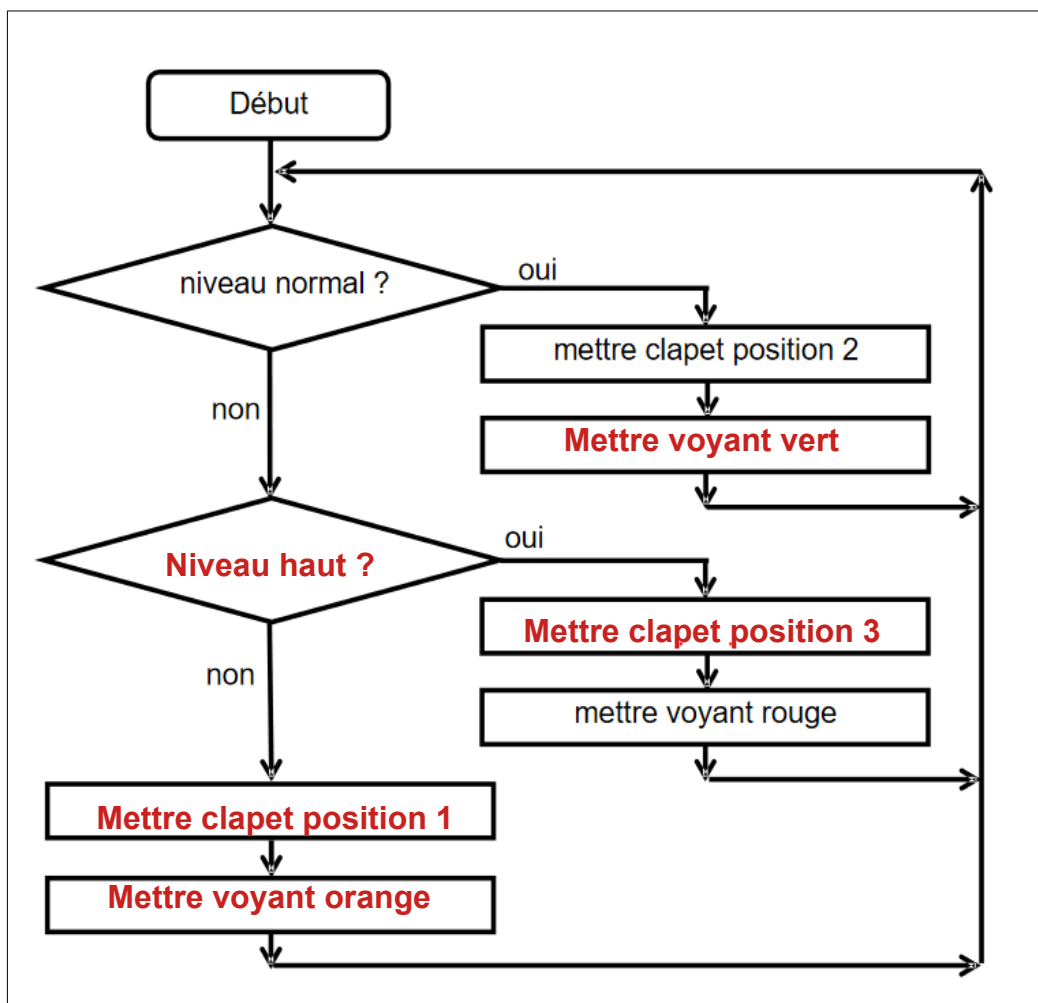 Début
niveau normal ?
oui
mettre clapet position 2
Mettre voyant vert
non
Niveau haut ?
oui
Mettre clapet position 3
mettre voyant rouge
non
Mettre clapet position 1
Mettre voyant orange